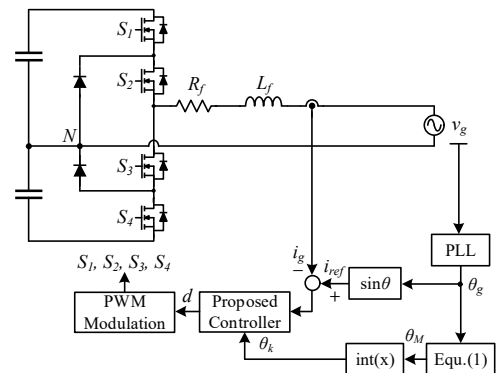 S1
S2
Rf
Lf
N
vg
S3
S4
ig
−
iref
+
PLL
S1, S2, S3, S4
sinθ
θg
PWM
Modulation
d
Proposed
Controller
θk
int(x)
θM
Equ.(1)